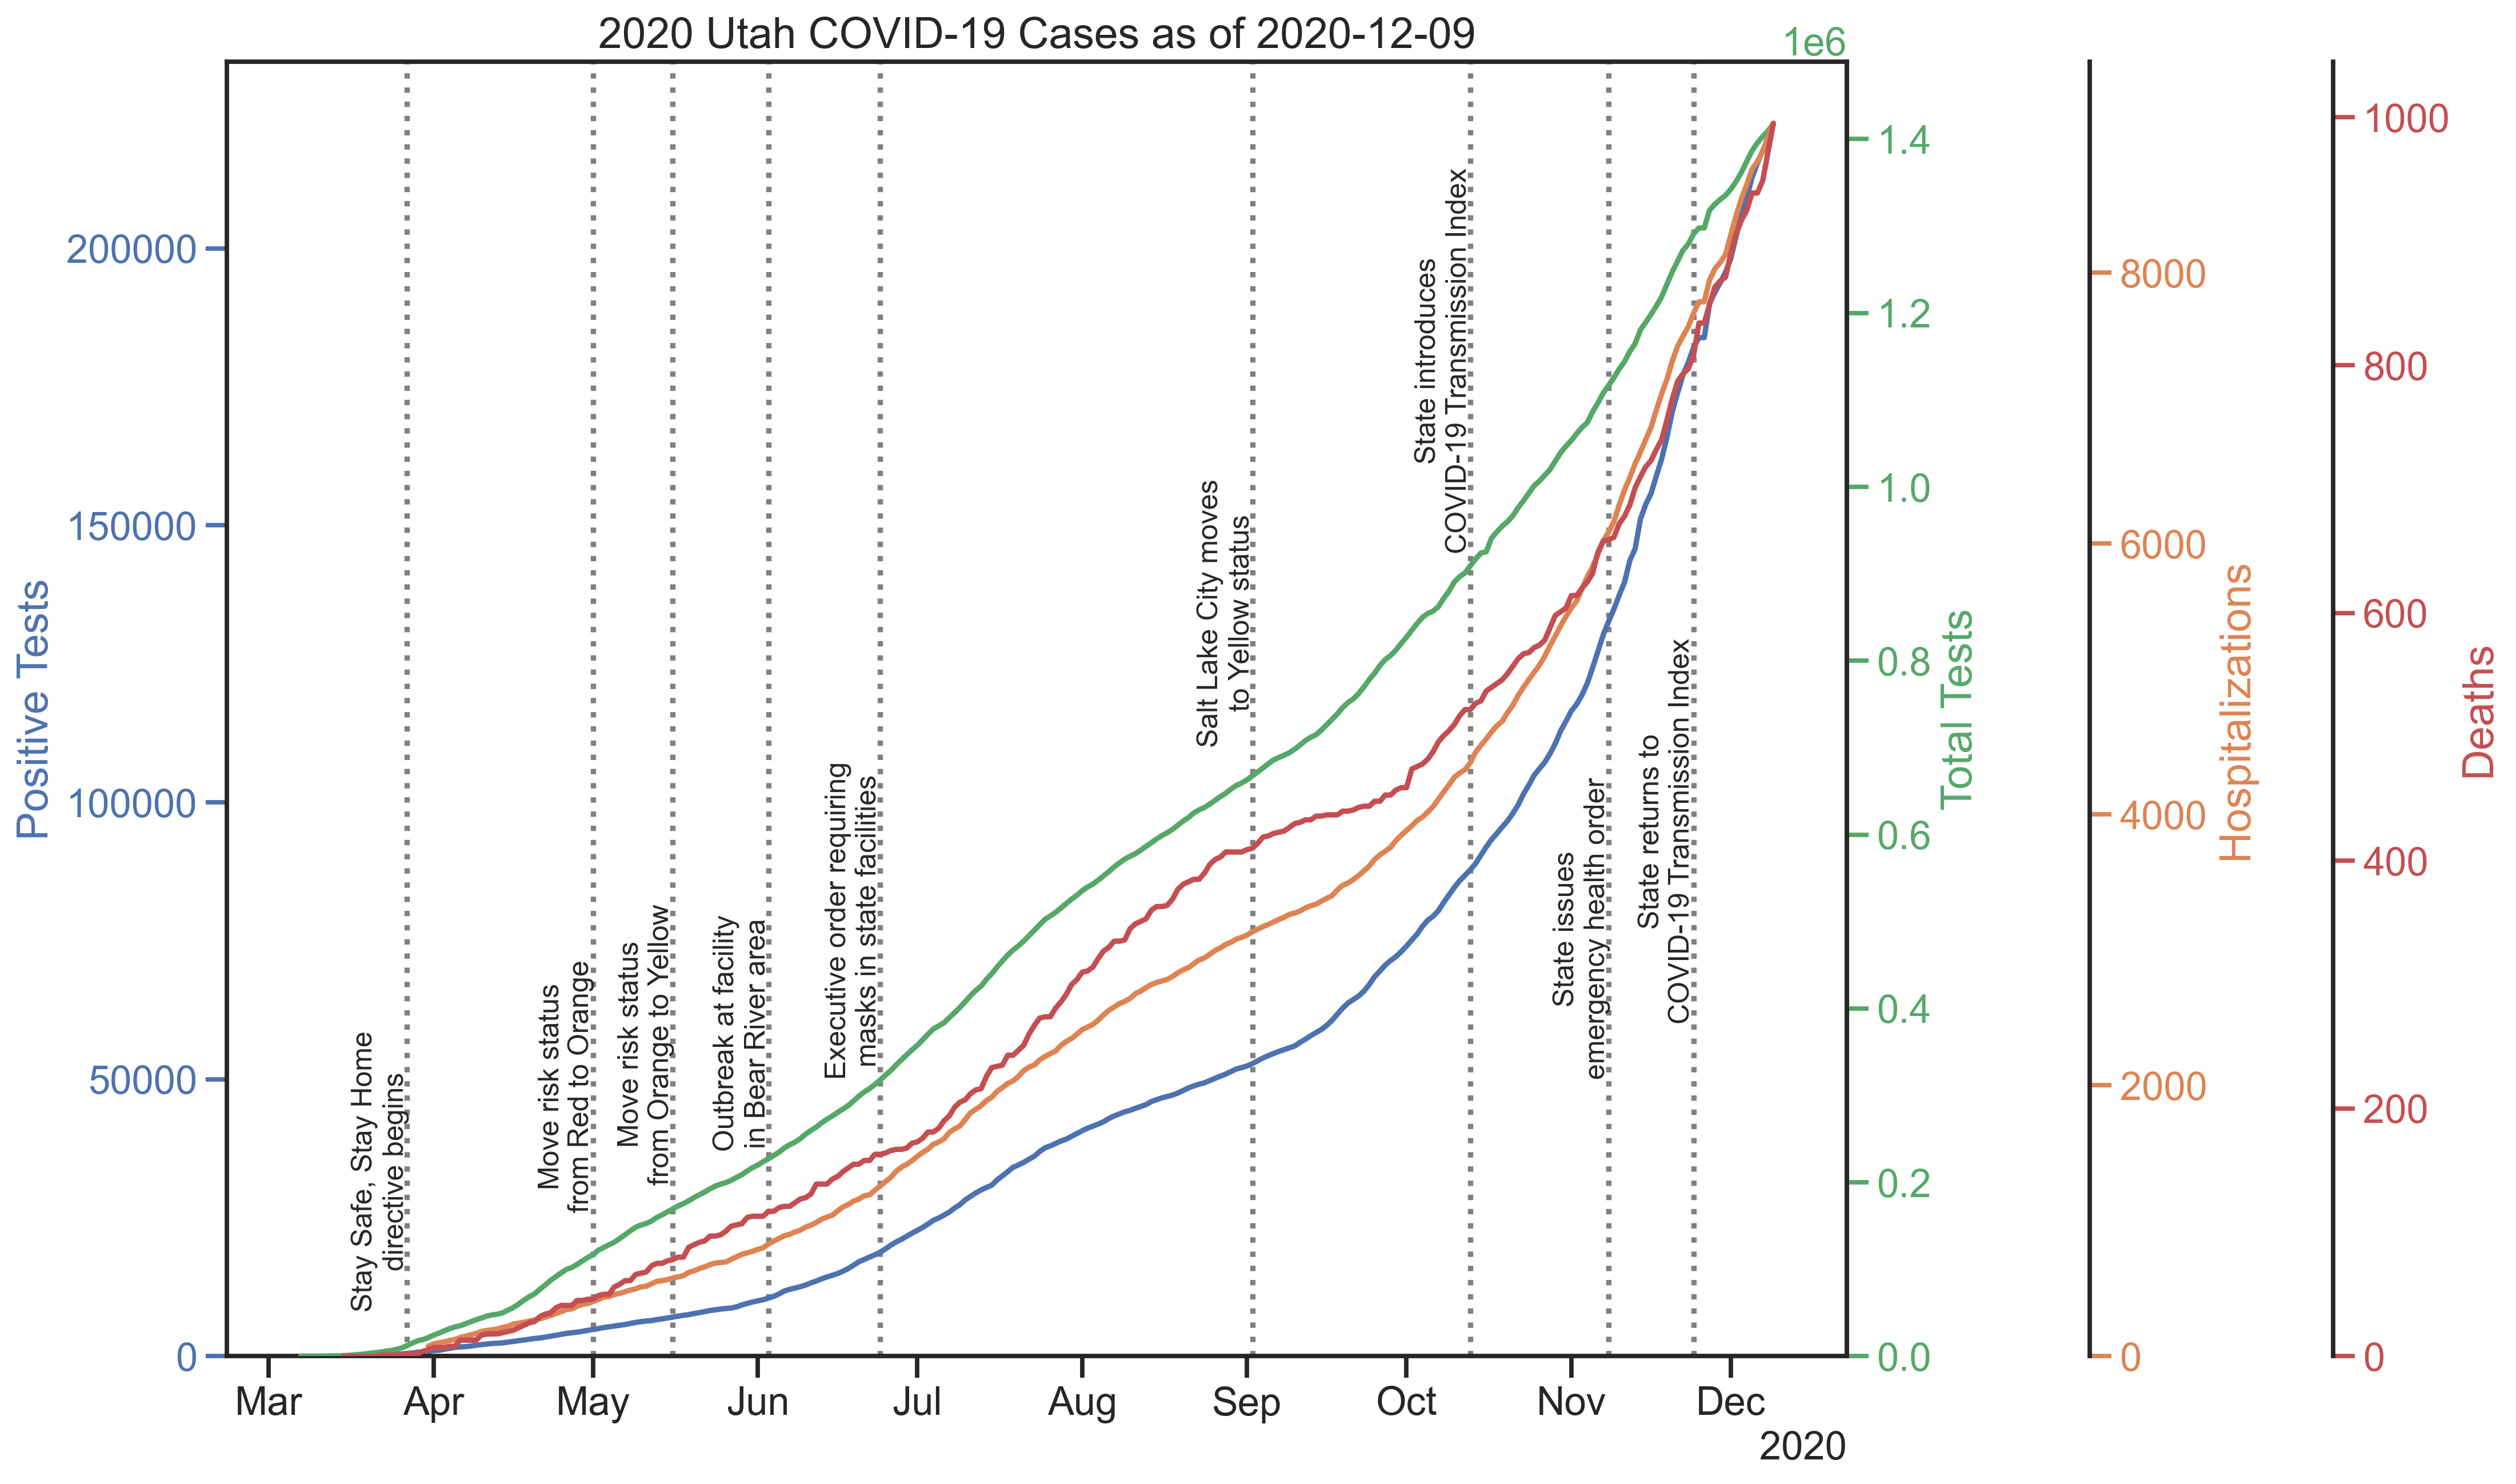 2020 Utah COVID-19 Cases as of 2020-12-09
1e6
Positive Tests
200000
150000
100000
50000
0
Stay Safe, Stay Home
directive begins
Move risk status
from Red to Orange
Move risk status
from Orange to Yellow
Outbreak at facility
in Bear River area
Executive order requiring
masks in state facilities
Salt Lake City moves
to Yellow status
State introduces
COVID-19 Transmission Index
State issues
emergency health order
State returns to
COVID-19 Transmission Index
1.4
1.2
1.0
0.8
0.6
0.4
0.2
0.0
Total Tests
8000
6000
4000
2000
0
Hospitalizations
1000
800
600
400
200
0
Deaths
Mar
Apr
May
Jun
Jul
Aug
Sep
Oct
Nov
Dec
2020